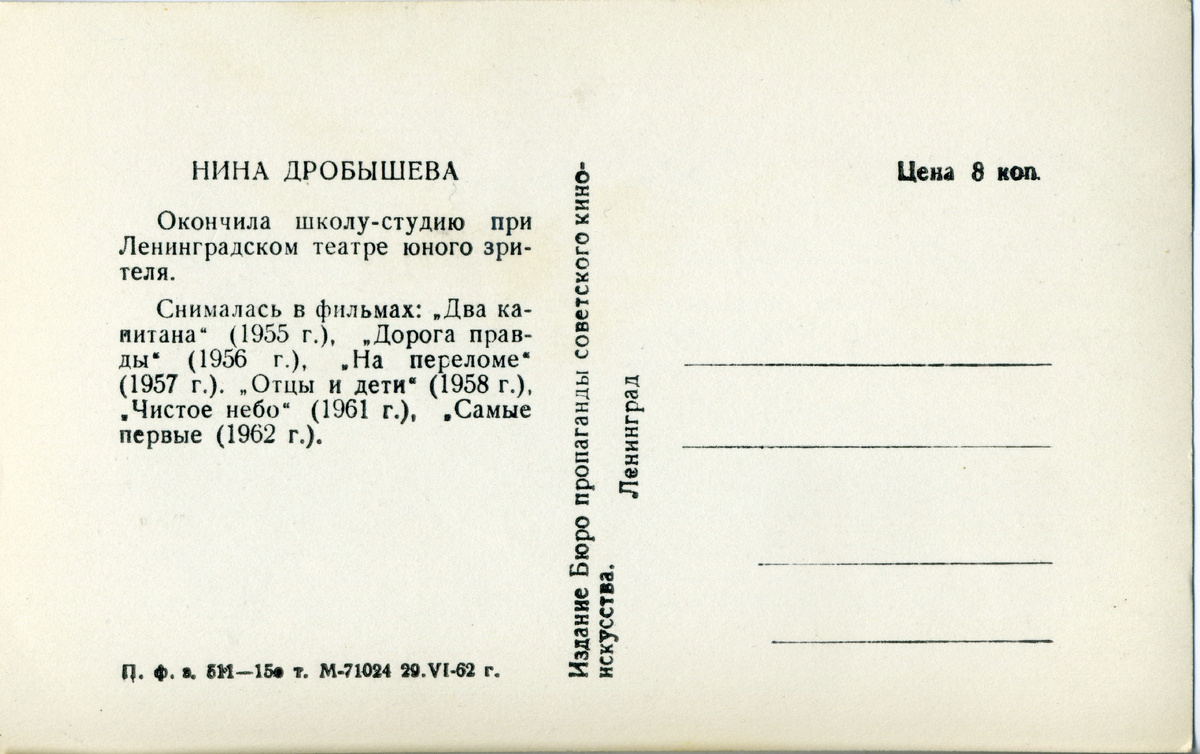 НИНА ДРОБЫШЕВА
Окончила школу-студию при
Ленинградском театре юного зри-
теля.
Снималась в фильмах: „Два ка-
питана“ (1955 г.), „Дорога прав-
ды“ (1956 г.), „На переломе“
(1957 г.). „Отцы и дети“ (1958 г.),
„Чистое небо“ (1961 г.), „Самые
первые (1962 г.).
П. ф. з. 5М—15 т. М-71024 29.VI-62 г.
Издание Бюро пропаганды советского кино-
искусства.
Ленинград
Цена 8 коп.